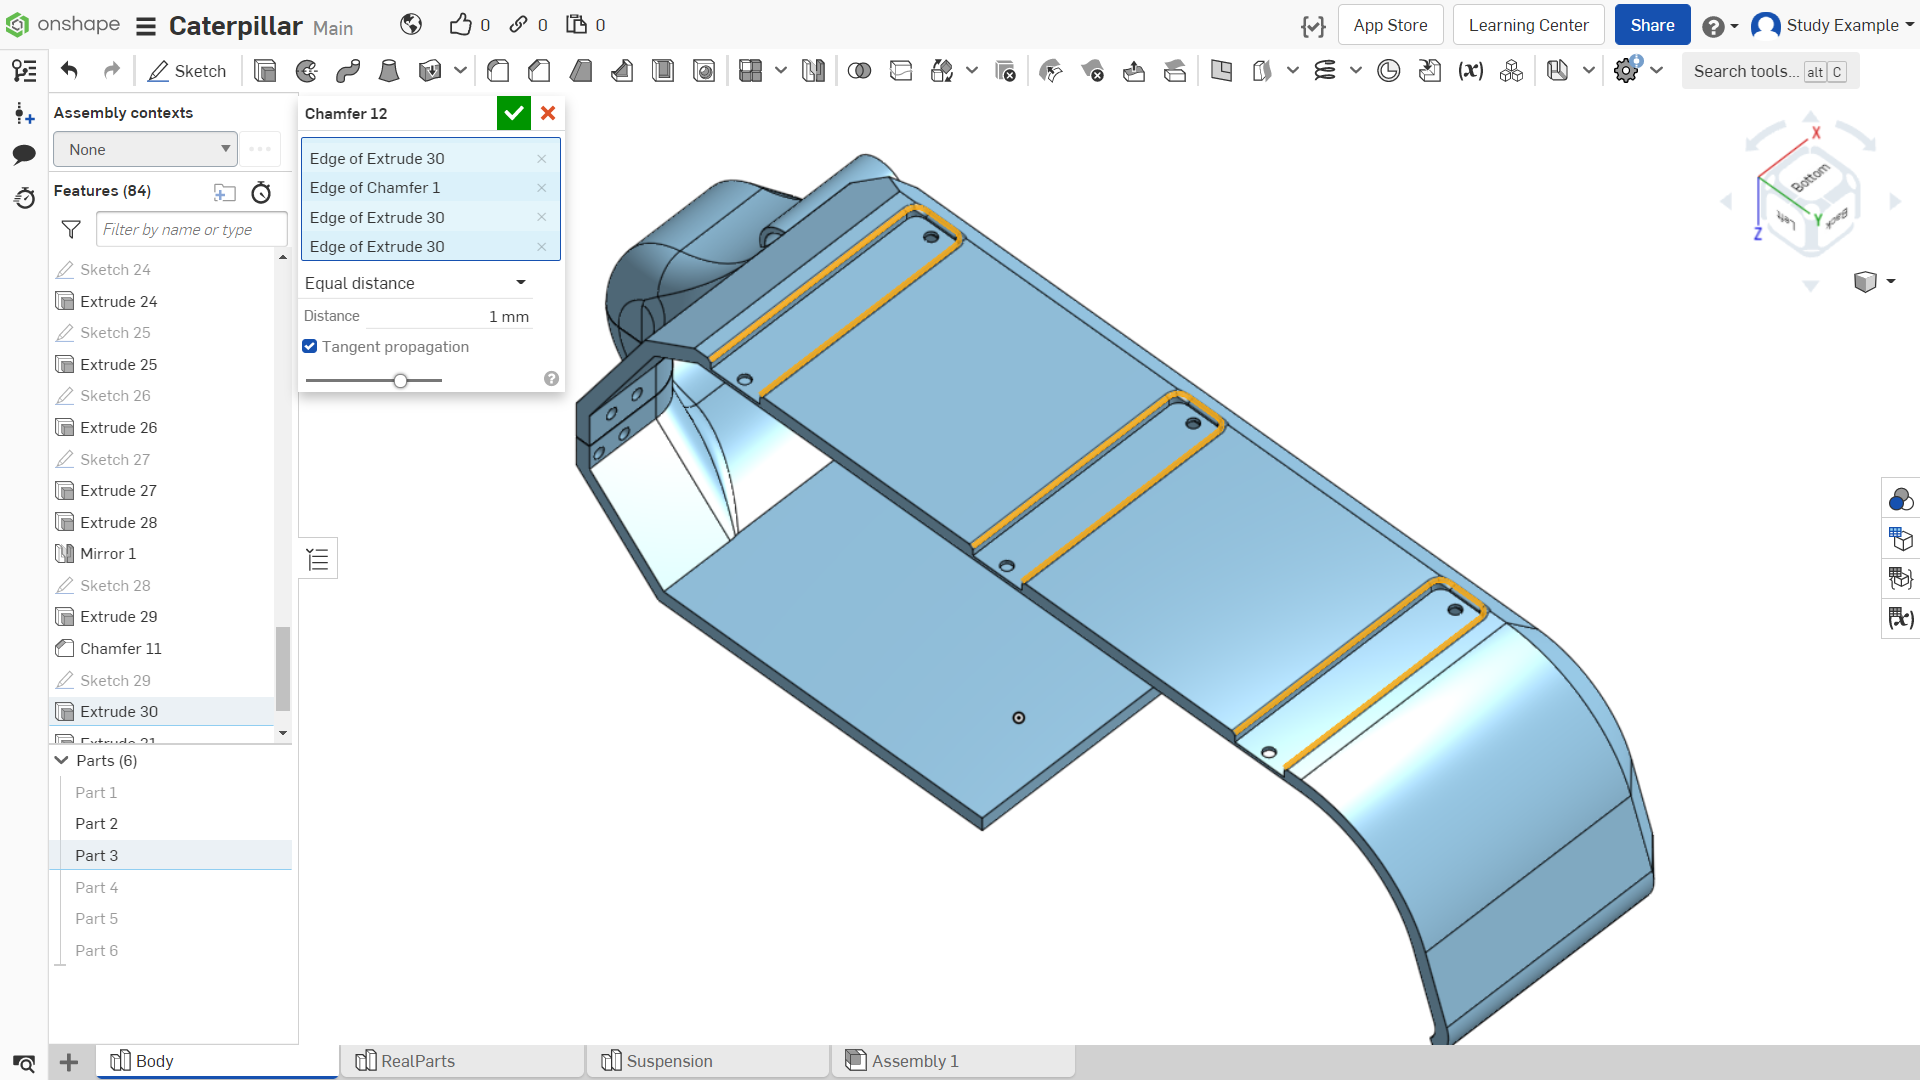 onshape Caterpillar Main 0 0 0 App Store Learning Center Share Study Example
Sketch Search tools... alt C
Assembly contexts
None
Features (84)
Filter by name or type
Sketch 24
Extrude 24
Sketch 25
Extrude 25
Sketch 26
Extrude 26
Sketch 27
Extrude 27
Extrude 28
Mirror 1
Sketch 28
Extrude 29
Chamfer 11
Sketch 29
Extrude 30
Extrude 31
Parts (6)
Part 1
Part 2
Part 3
Part 4
Part 5
Part 6
Chamfer 12
Edge of Extrude 30
Edge of Chamfer 1
Edge of Extrude 30
Edge of Extrude 30
Equal distance
Distance 1 mm
Tangent propagation
X
Bottom
Left
Y
Back
Z
Body RealParts Suspension Assembly 1